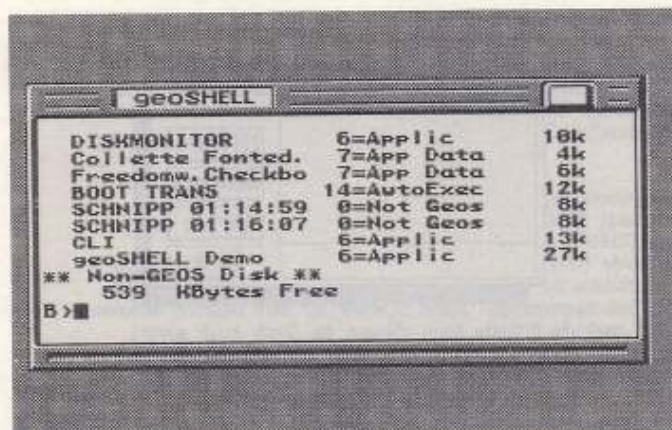 geoSHELL
DISKMONITOR 6=Applic 10k
Collette Fonted. 7=App Data 4k
Freedomw.Checkbo 7=App Data 6k
BOOT TRANS 14=AutoExec 12k
SCHNIPP 01:14:59 0=Not Geos 8k
SCHNIPP 01:16:07 0=Not Geos 8k
CLI 6=Applic 13k
geoSHELL Demo 6=Applic 27k
** Non-GEOS Disk **
539 KBytes Free
B>